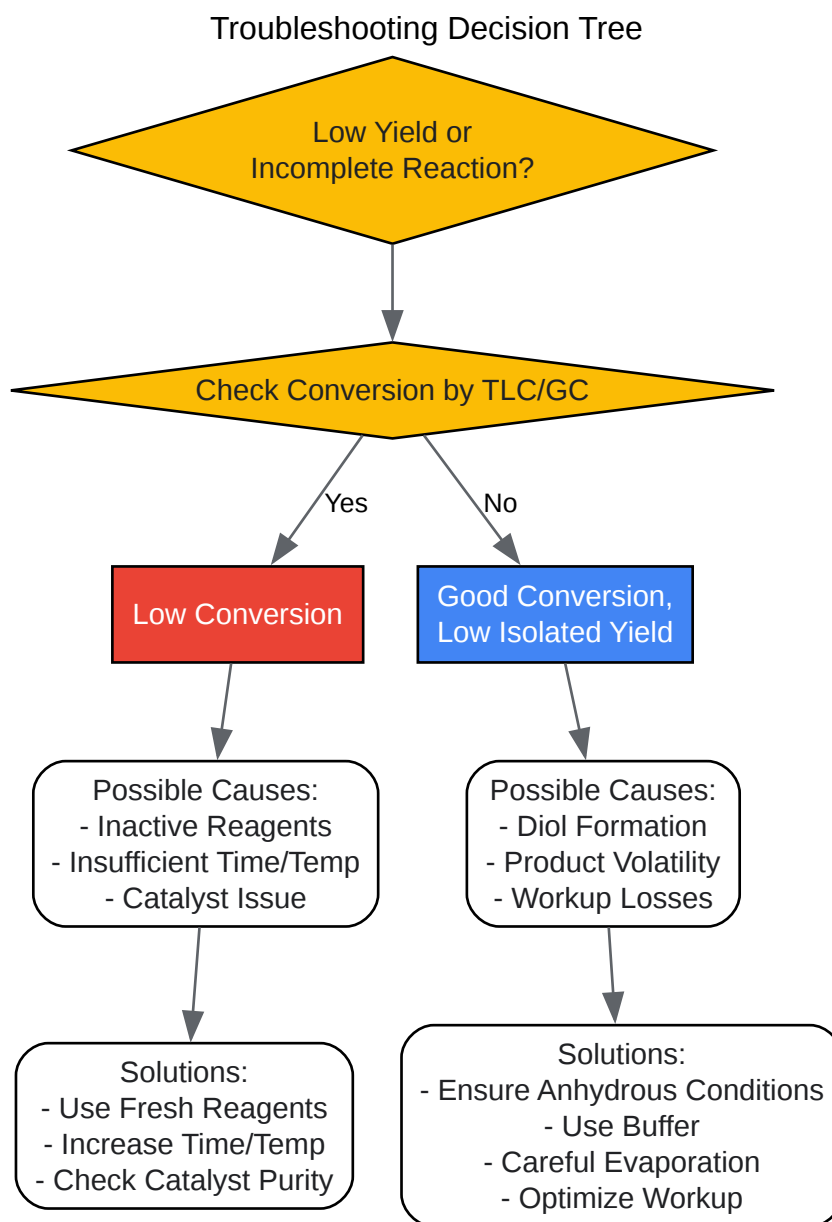 Troubleshooting Decision Tree
Low Yield or
Incomplete Reaction?
Check Conversion by TLC/GC
Yes
No
Low Conversion
Good Conversion,
Low Isolated Yield
Possible Causes:
- Inactive Reagents
- Insufficient Time/Temp
- Catalyst Issue
Possible Causes:
- Diol Formation
- Product Volatility
- Workup Losses
Solutions:
- Use Fresh Reagents
- Increase Time/Temp
- Check Catalyst Purity
Solutions:
- Ensure Anhydrous Conditions
- Use Buffer
- Careful Evaporation
- Optimize Workup